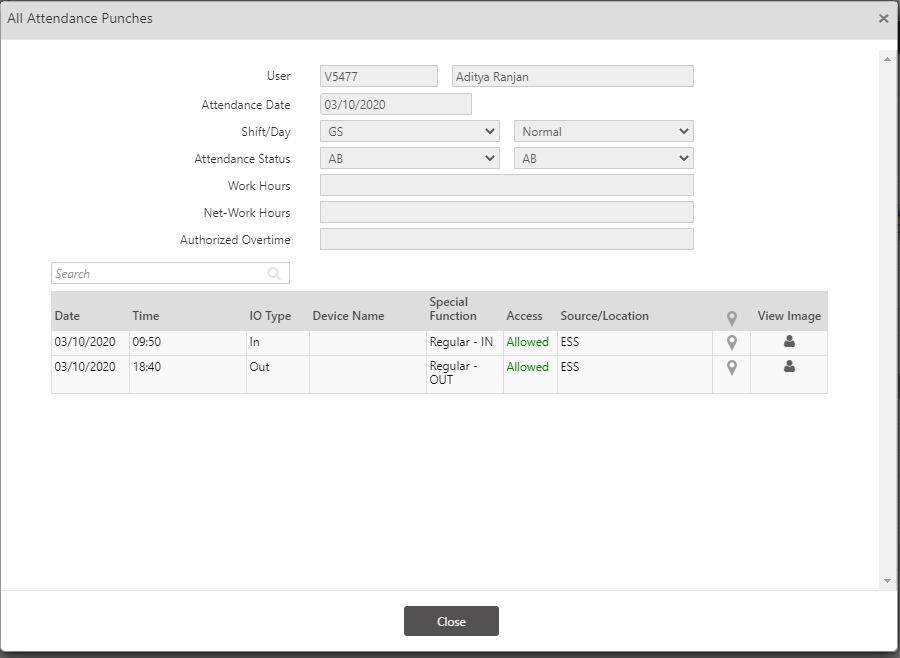 All Attendance Punches ×
User V5477 Aditya Ranjan
Attendance Date 03/10/2020
Shift/Day GS Normal
Attendance Status AB AB
Work Hours
Net-Work Hours
Authorized Overtime
Search
Date Time IO Type Device Name Special Function Access Source/Location View Image
03/10/2020 09:50 In Regular - IN Allowed ESS
03/10/2020 18:40 Out Regular - OUT Allowed ESS
Close